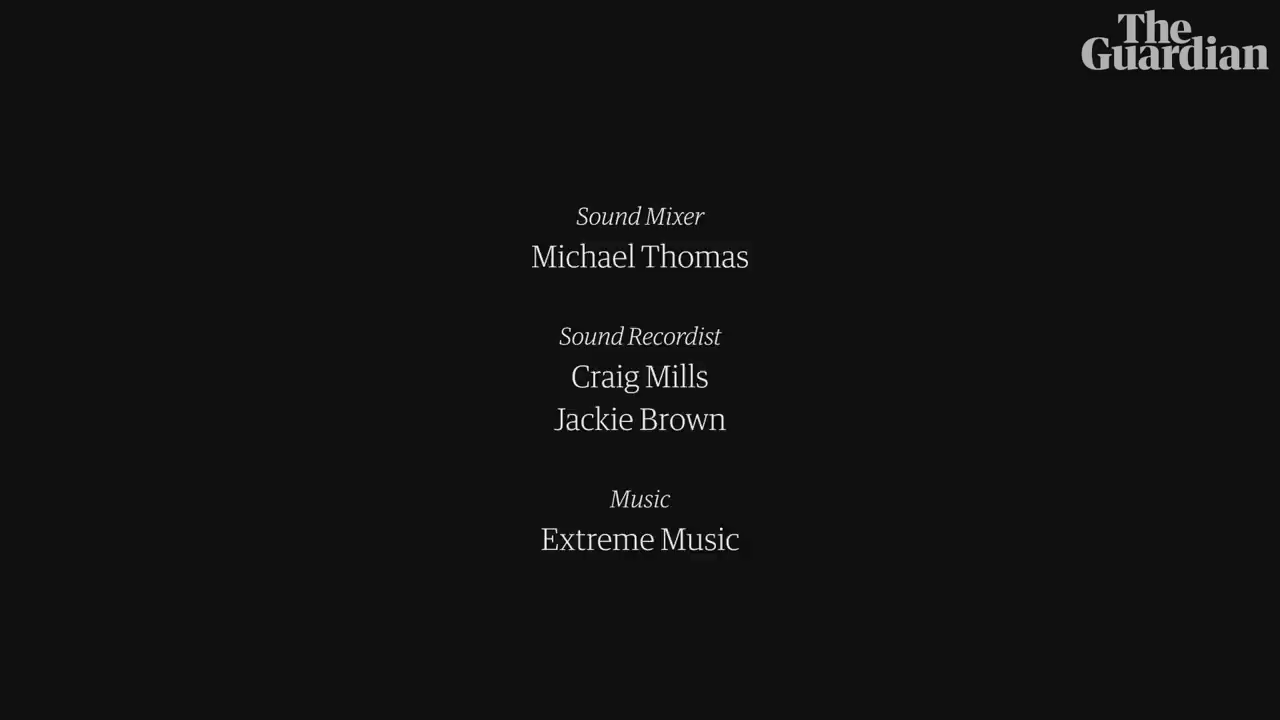 The
Guardian
Sound Mixer
Michael Thomas
Sound Recordist
Craig Mills
Jackie Brown
Music
Extreme Music